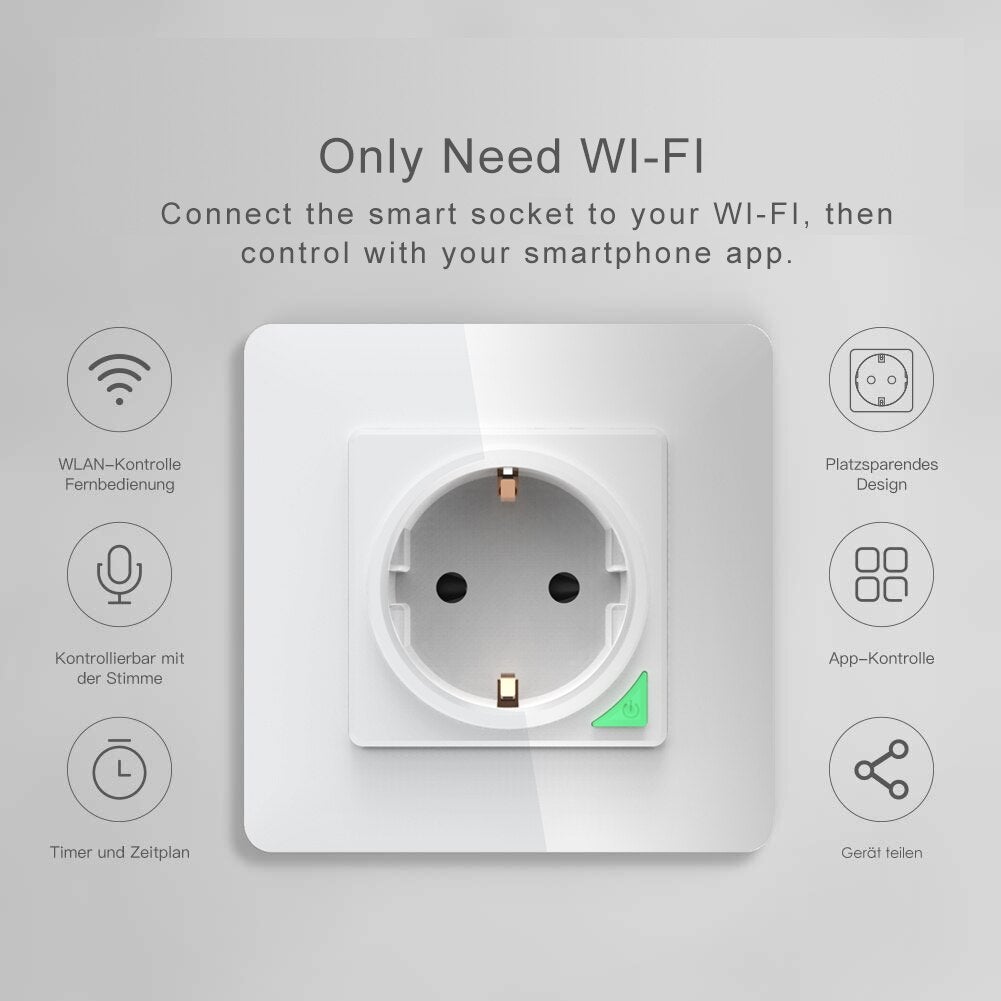 Only Need WI-FI
Connect the smart socket to your WI-FI, then
control with your smartphone app.
WLAN-Kontrolle
Fernbedienung
Kontrollierbar mit
der Stimme
Timer und Zeitplan
Platzsparendes
Design
App-Kontrolle
Gerät teilen